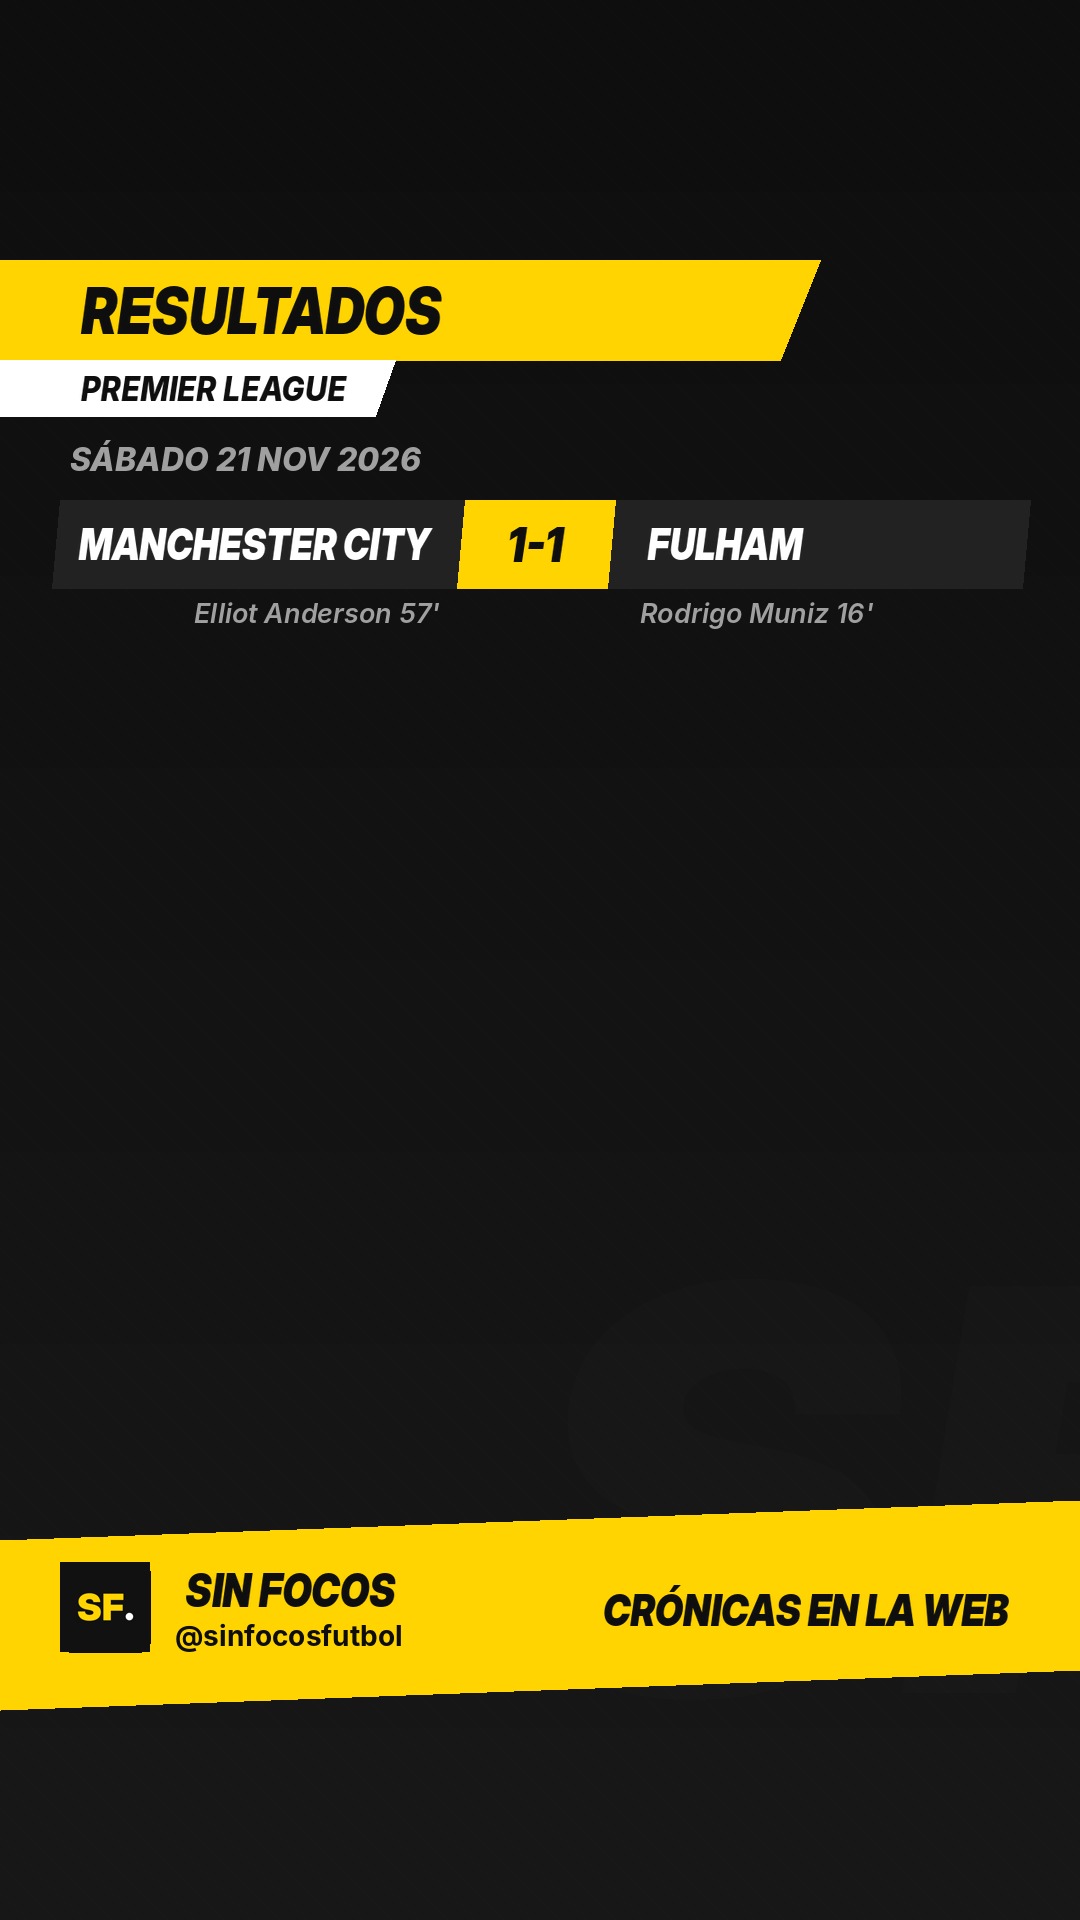 RESULTADOS
PREMIER LEAGUE
SÁBADO 21 NOV 2026
MANCHESTER CITY 1-1 FULHAM
Elliot Anderson 57' Rodrigo Muniz 16'
SF
SF. SIN FOCOS
@sinfocosfutbol
CRÓNICAS EN LA WEB